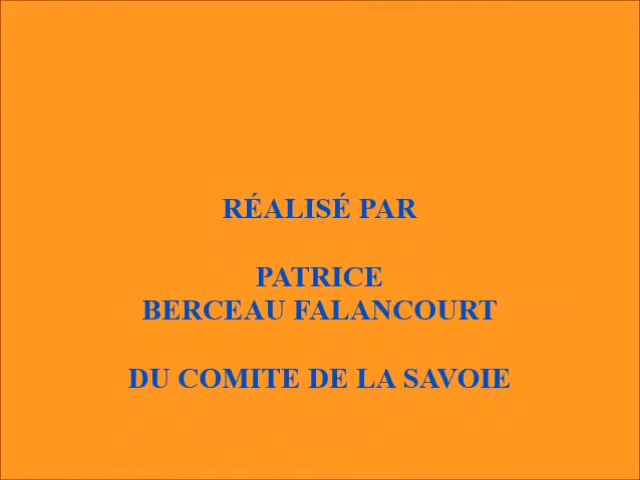 RÉALISÉ PAR
PATRICE
BERCEAU FALANCOURT
DU COMITE DE LA SAVOIE